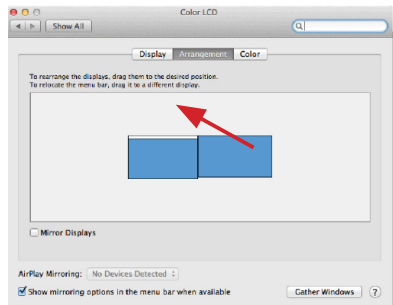 Color LCD
Show All
Display Arrangement Color
To rearrange the displays, drag them to the desired position.
To relocate the menu bar, drag it to a different display.
Mirror Displays
AirPlay Mirroring: No Devices Detected
Show mirroring options in the menu bar when available
Gather Windows ?